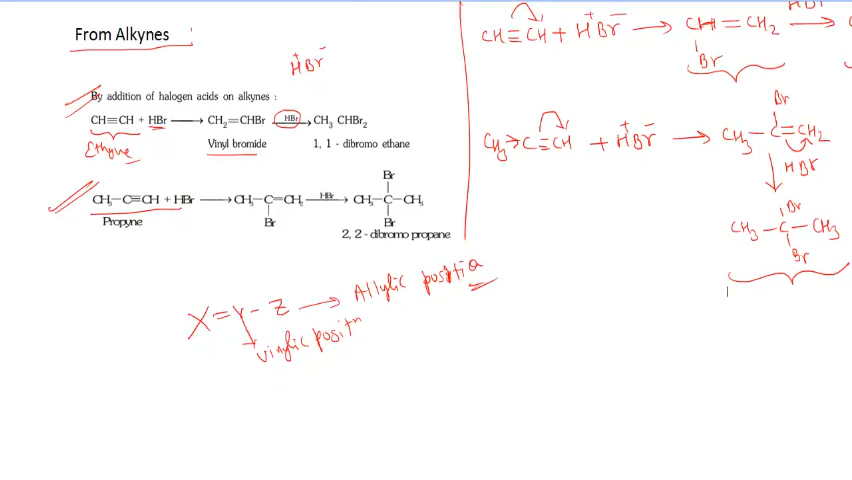 From Alkynes :
H⁺Br⁻
By addition of halogen acids on alkynes :
CH≡CH + HBr ⟶ CH₂=CHBr —HBr→ CH₃ CHBr₂
Ethyne Vinyl bromide 1, 1 - dibromo ethane
Br
CH₃–C≡CH + HBr ⟶ CH₃–C=CH₂ —HBr→ CH₃–C–CH₃
Propyne Br Br
2, 2 - dibromo propane
X=Y–Z ⟶ Allylic position
Vinylic positn
CH≡CH + H⁺Br⁻ ⟶ CH=CH₂ ⟶
Br
Br
CH₃→C≡CH + H⁺Br⁻ ⟶ CH₃–C=CH₂
HBr
Br
CH₃–C–CH₃
Br